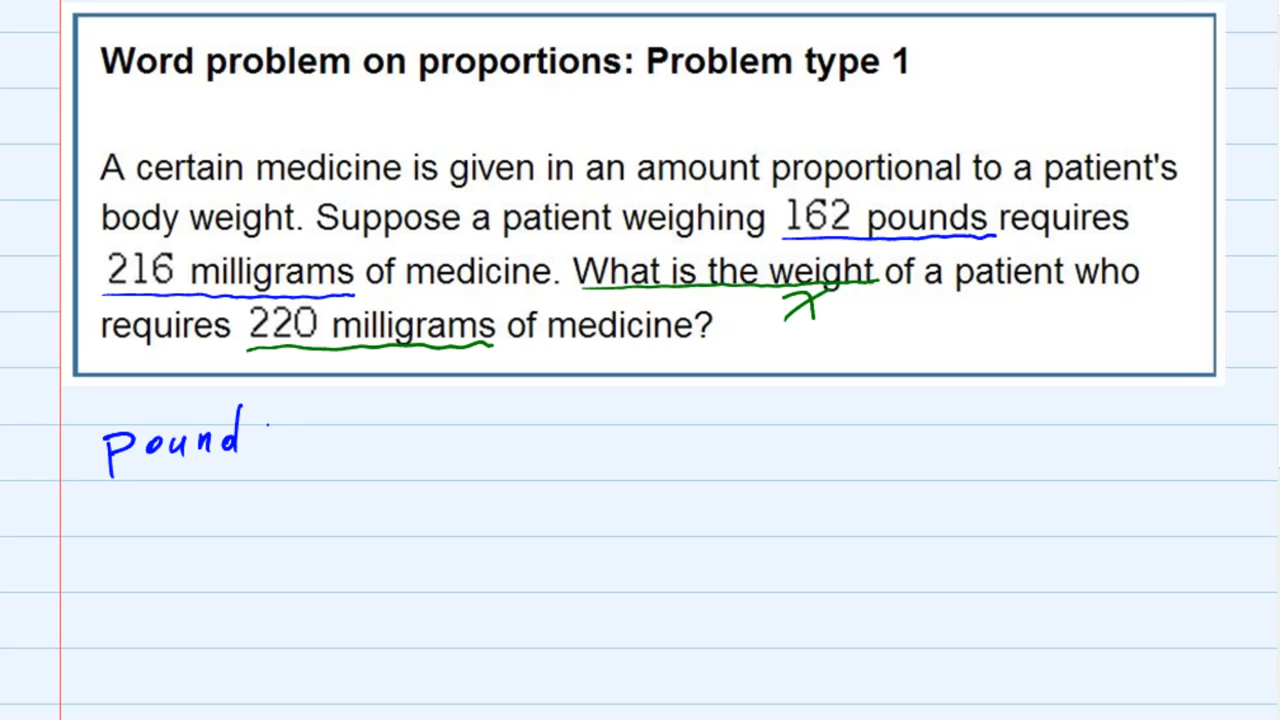 Word problem on proportions: Problem type 1
A certain medicine is given in an amount proportional to a patient's
body weight. Suppose a patient weighing 162 pounds requires
216 milligrams of medicine. What is the weight of a patient who
requires 220 milligrams of medicine?
x
pound